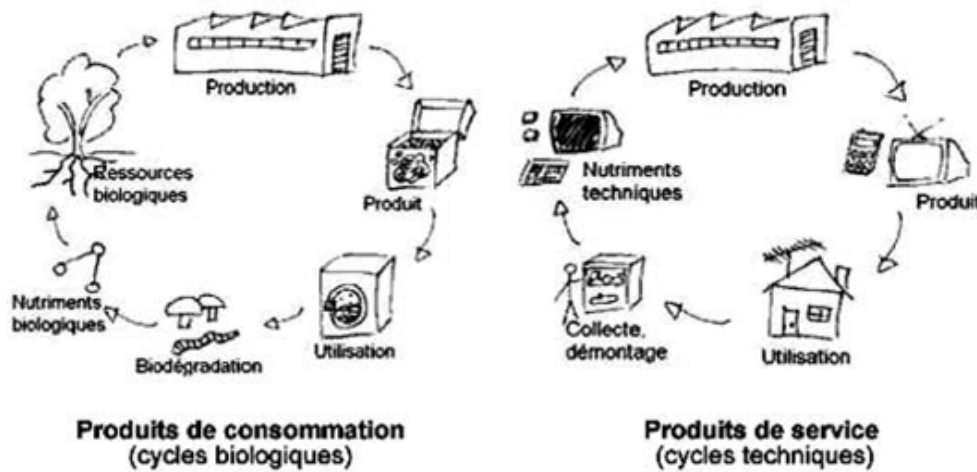 Production
Ressources
biologiques
Produit
Nutriments
biologiques
Biodégradation
Utilisation
Produits de consommation
(cycles biologiques)
Production
Nutriments
techniques
Produit
Collecte,
démontage
Utilisation
Produits de service
(cycles techniques)